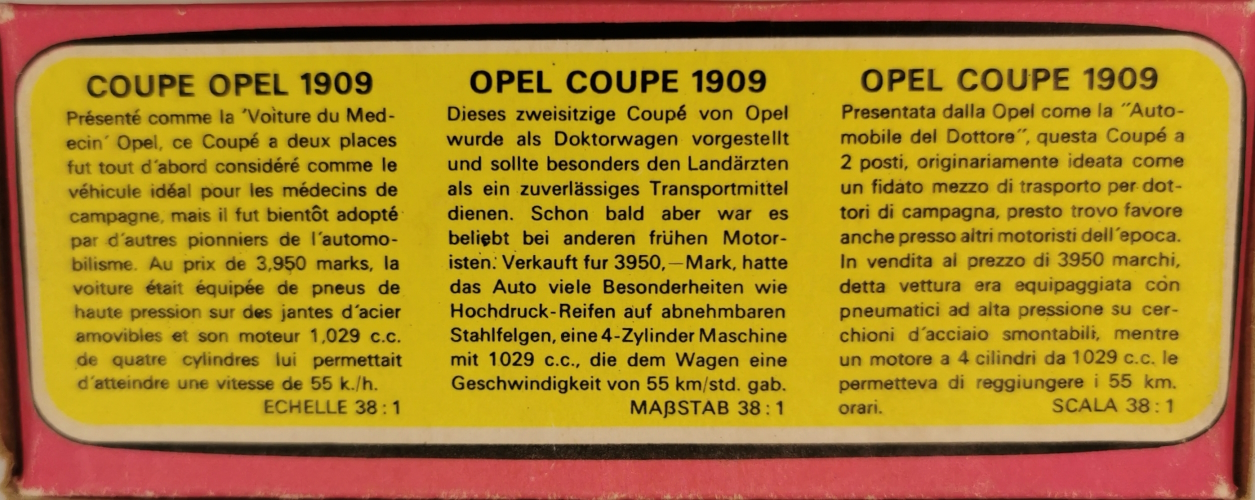 COUPE OPEL 1909
Présenté comme la 'Voiture du Med-
ecin' Opel, ce Coupé a deux places
fut tout d'abord considéré comme le
véhicule idéal pour les médecins de
campagne, mais il fut bientôt adopté
par d'autres pionniers de l'automo-
bilisme. Au prix de 3,950 marks, la
voiture était équipée de pneus de
haute pression sur des jantes d'acier
amovibles et son moteur 1,029 c.c.
de quatre cylindres lui permettait
d'atteindre une vitesse de 55 k./h.
ECHELLE 38:1
OPEL COUPE 1909
Dieses zweisitzige Coupé von Opel
wurde als Doktorwagen vorgestellt
und sollte besonders den Landärzten
als ein zuverlässiges Transportmittel
dienen. Schon bald aber war es
beliebt bei anderen frühen Motor-
isten. Verkauft fur 3950,—Mark, hatte
das Auto viele Besonderheiten wie
Hochdruck-Reifen auf abnehmbaren
Stahlfelgen, eine 4-Zylinder Maschine
mit 1029 c.c., die dem Wagen eine
Geschwindigkeit von 55 km/std. gab.
MAßSTAB 38:1
OPEL COUPE 1909
Presentata dalla Opel come la "Auto-
mobile del Dottore", questa Coupé a
2 posti, originariamente ideata come
un fidàto mezzo di trasporto per dot-
tori di campagna, presto trovo favore
anche presso altri motoristi dell'epoca.
In vendita al prezzo di 3950 marchi,
detta vettura era equipaggiata còn
pneumatici ad alta pressione su cer-
chioni d'acciaio smontabili, mentre
un motore a 4 cilindri da 1029 c.c. le
permetteva di reggiungere i 55 km.
orari.
SCALA 38:1